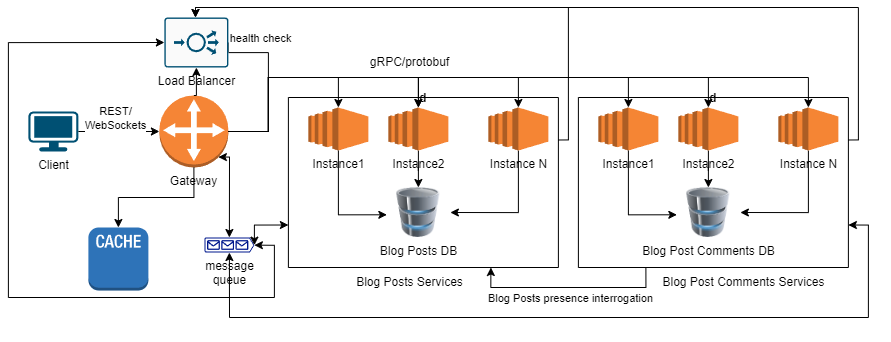 health check
gRPC/protobuf
Load Balancer
d
d
REST/
WebSockets
Client
Instance1
Instance2
Instance N
Instance1
Instance2
Instance N
Gateway
CACHE
message
queue
Blog Posts DB
Blog Post Comments DB
Blog Posts Services
Blog Post Comments Services
Blog Posts presence interrogation